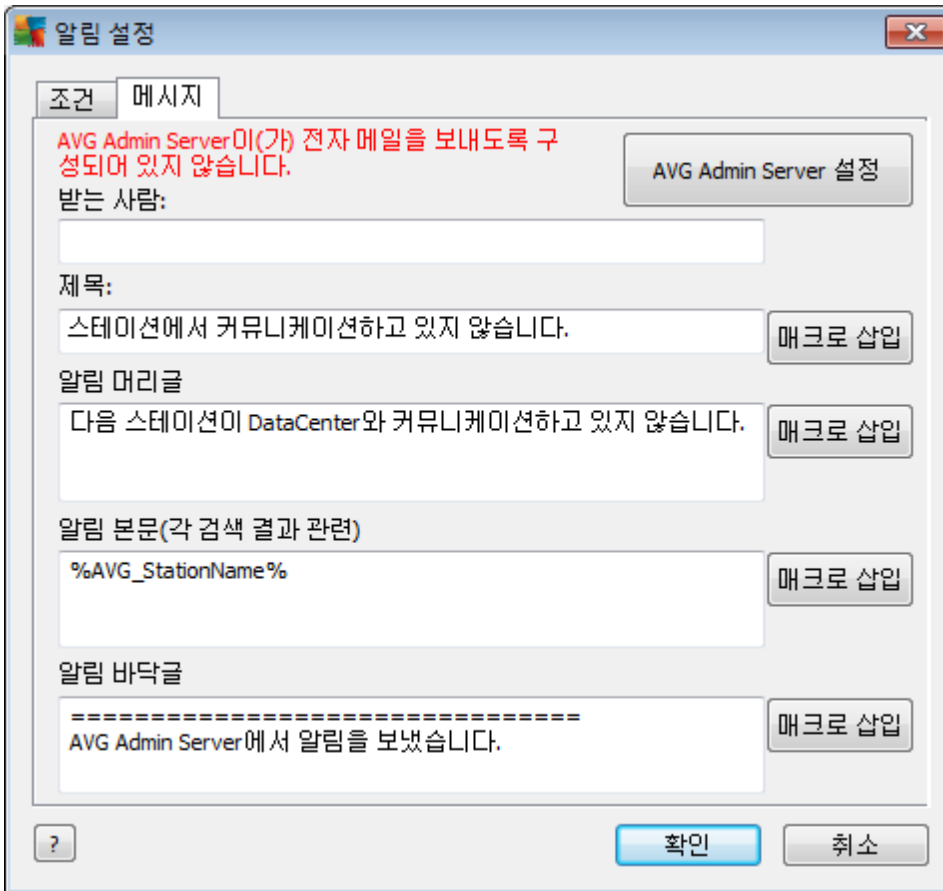 알림 설정
조건
메시지
AVG Admin Server이(가) 전자 메일을 보내도록 구
성되어 있지 않습니다.
AVG Admin Server 설정
받는 사람:
제목:
스테이션에서 커뮤니케이션하고 있지 않습니다.
매크로 삽입
알림 머리글
다음 스테이션이 DataCenter와 커뮤니케이션하고 있지 않습니다.
매크로 삽입
알림 본문(각 검색 결과 관련)
%AVG_StationName%
매크로 삽입
알림 바닥글
================================
AVG Admin Server에서 알림을 보냈습니다.
매크로 삽입
?
확인
취소